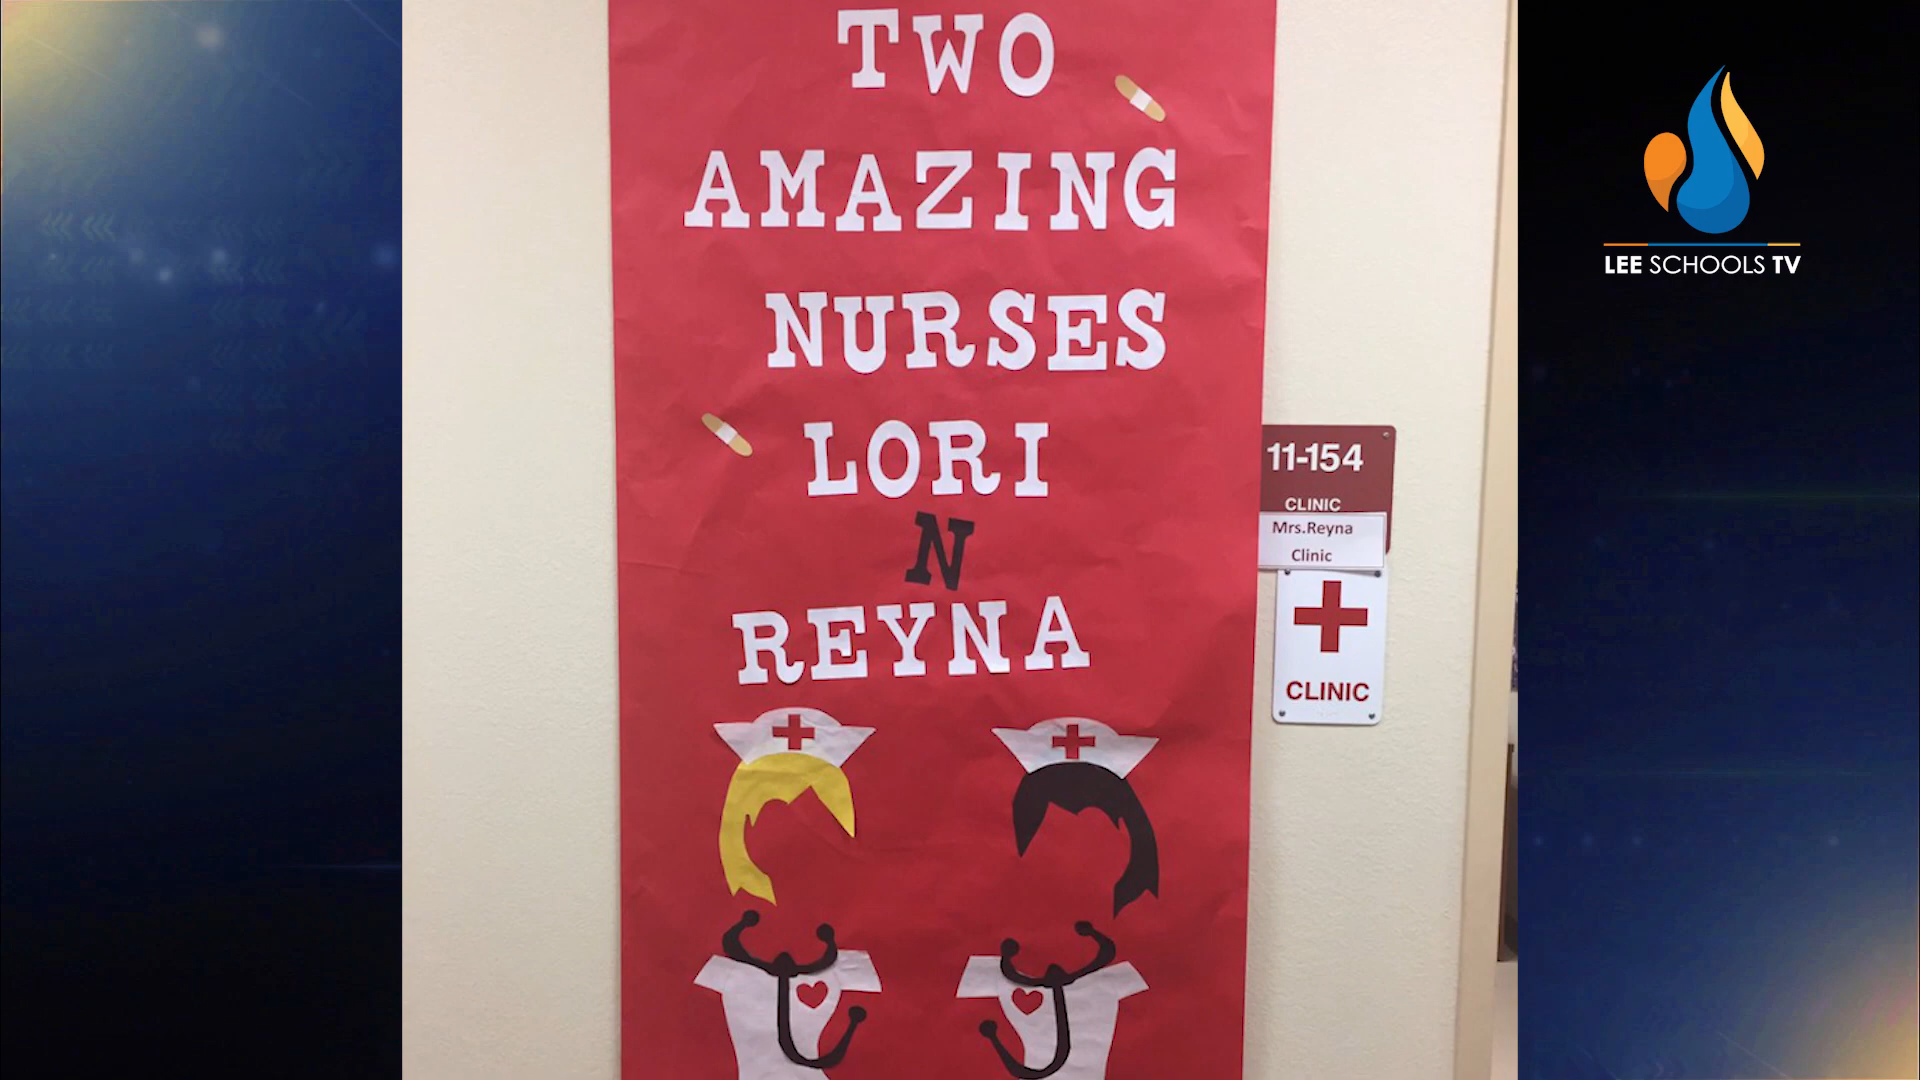 TWO
AMAZING
NURSES
LORI
N
REYNA
11-154
CLINIC
Mrs.Reyna
Clinic
CLINIC
LEE SCHOOLS TV